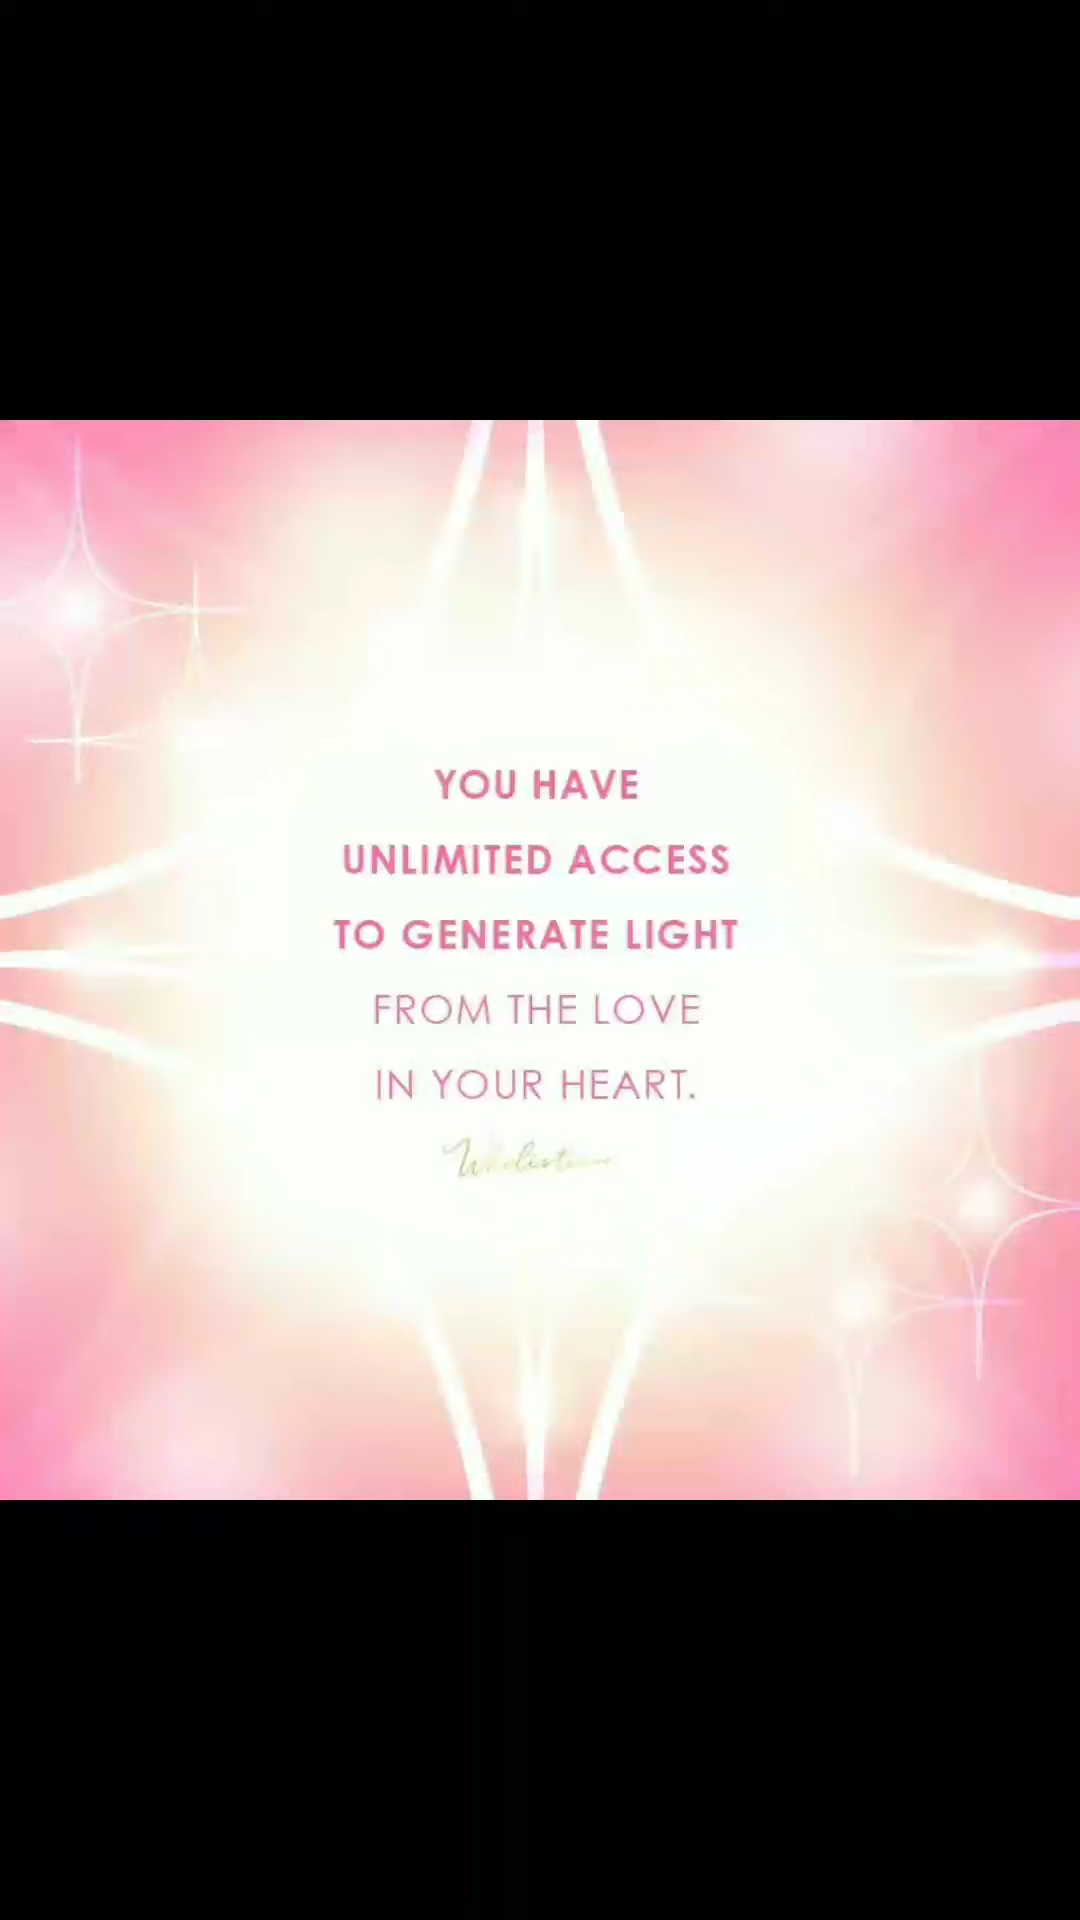 YOU HAVE
UNLIMITED ACCESS
TO GENERATE LIGHT
FROM THE LOVE
IN YOUR HEART.